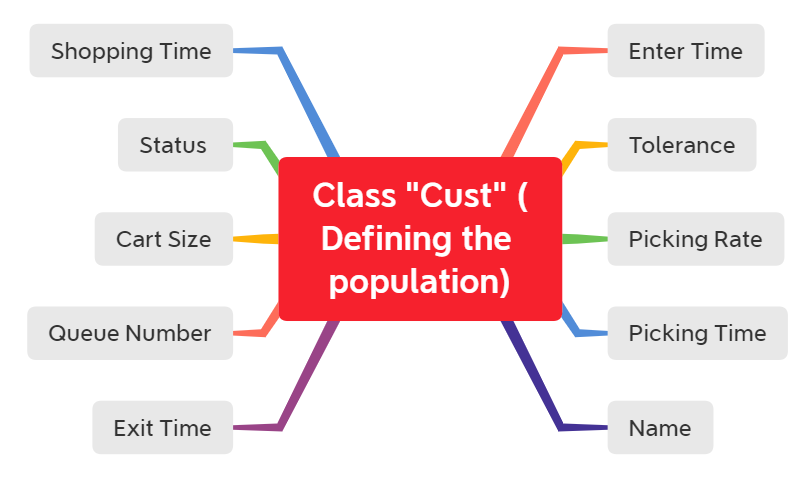 Shopping Time
Enter Time
Status
Tolerance
Class "Cust" (
Defining the
population)
Cart Size
Picking Rate
Queue Number
Picking Time
Exit Time
Name